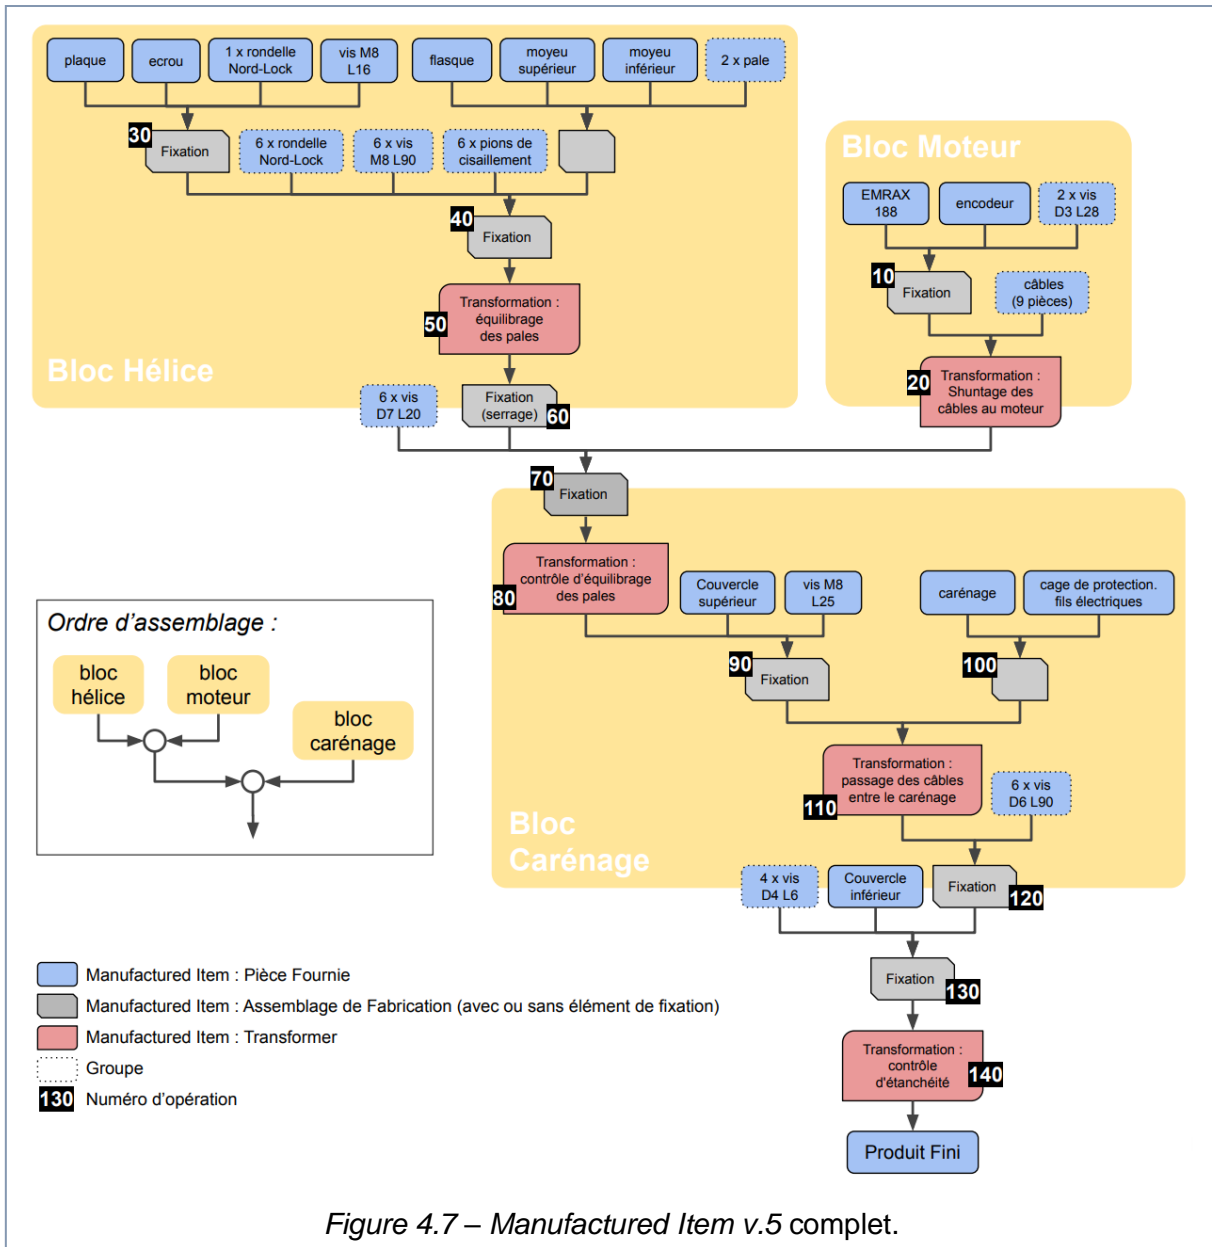 plaque
ecrou
1 x rondelle
Nord-Lock
vis M8
L16
flasque
moyeu
supérieur
moyeu
inférieur
2 x pale
30
Fixation
6 x rondelle
Nord-Lock
6 x vis
M8 L90
6 x pions de
cisaillement
40
Fixation
50
Transformation :
équilibrage
des pales
Bloc Hélice
6 x vis
D7 L20
Fixation
(serrage)
60
Bloc Moteur
EMRAX
188
encodeur
2 x vis
D3 L28
10
Fixation
câbles
(9 pièces)
20
Transformation :
Shuntage des
câbles au moteur
70
Fixation
80
Transformation :
contrôle d'équilibrage
des pales
Couvercle
supérieur
vis M8
L25
carénage
cage de protection.
fils électriques
90
Fixation
100
110
Transformation :
passage des câbles
entre le carénage
6 x vis
D6 L90
Bloc
Carénage
4 x vis
D4 L6
Couvercle
inférieur
Fixation
120
Fixation
130
Transformation :
contrôle
d'étanchéité
140
Produit Fini
Ordre d'assemblage :
bloc
hélice
bloc
moteur
bloc
carénage
Manufactured Item : Pièce Fournie
Manufactured Item : Assemblage de Fabrication (avec ou sans élément de fixation)
Manufactured Item : Transformer
Groupe
130 Numéro d'opération
Figure 4.7 – Manufactured Item v.5 complet.